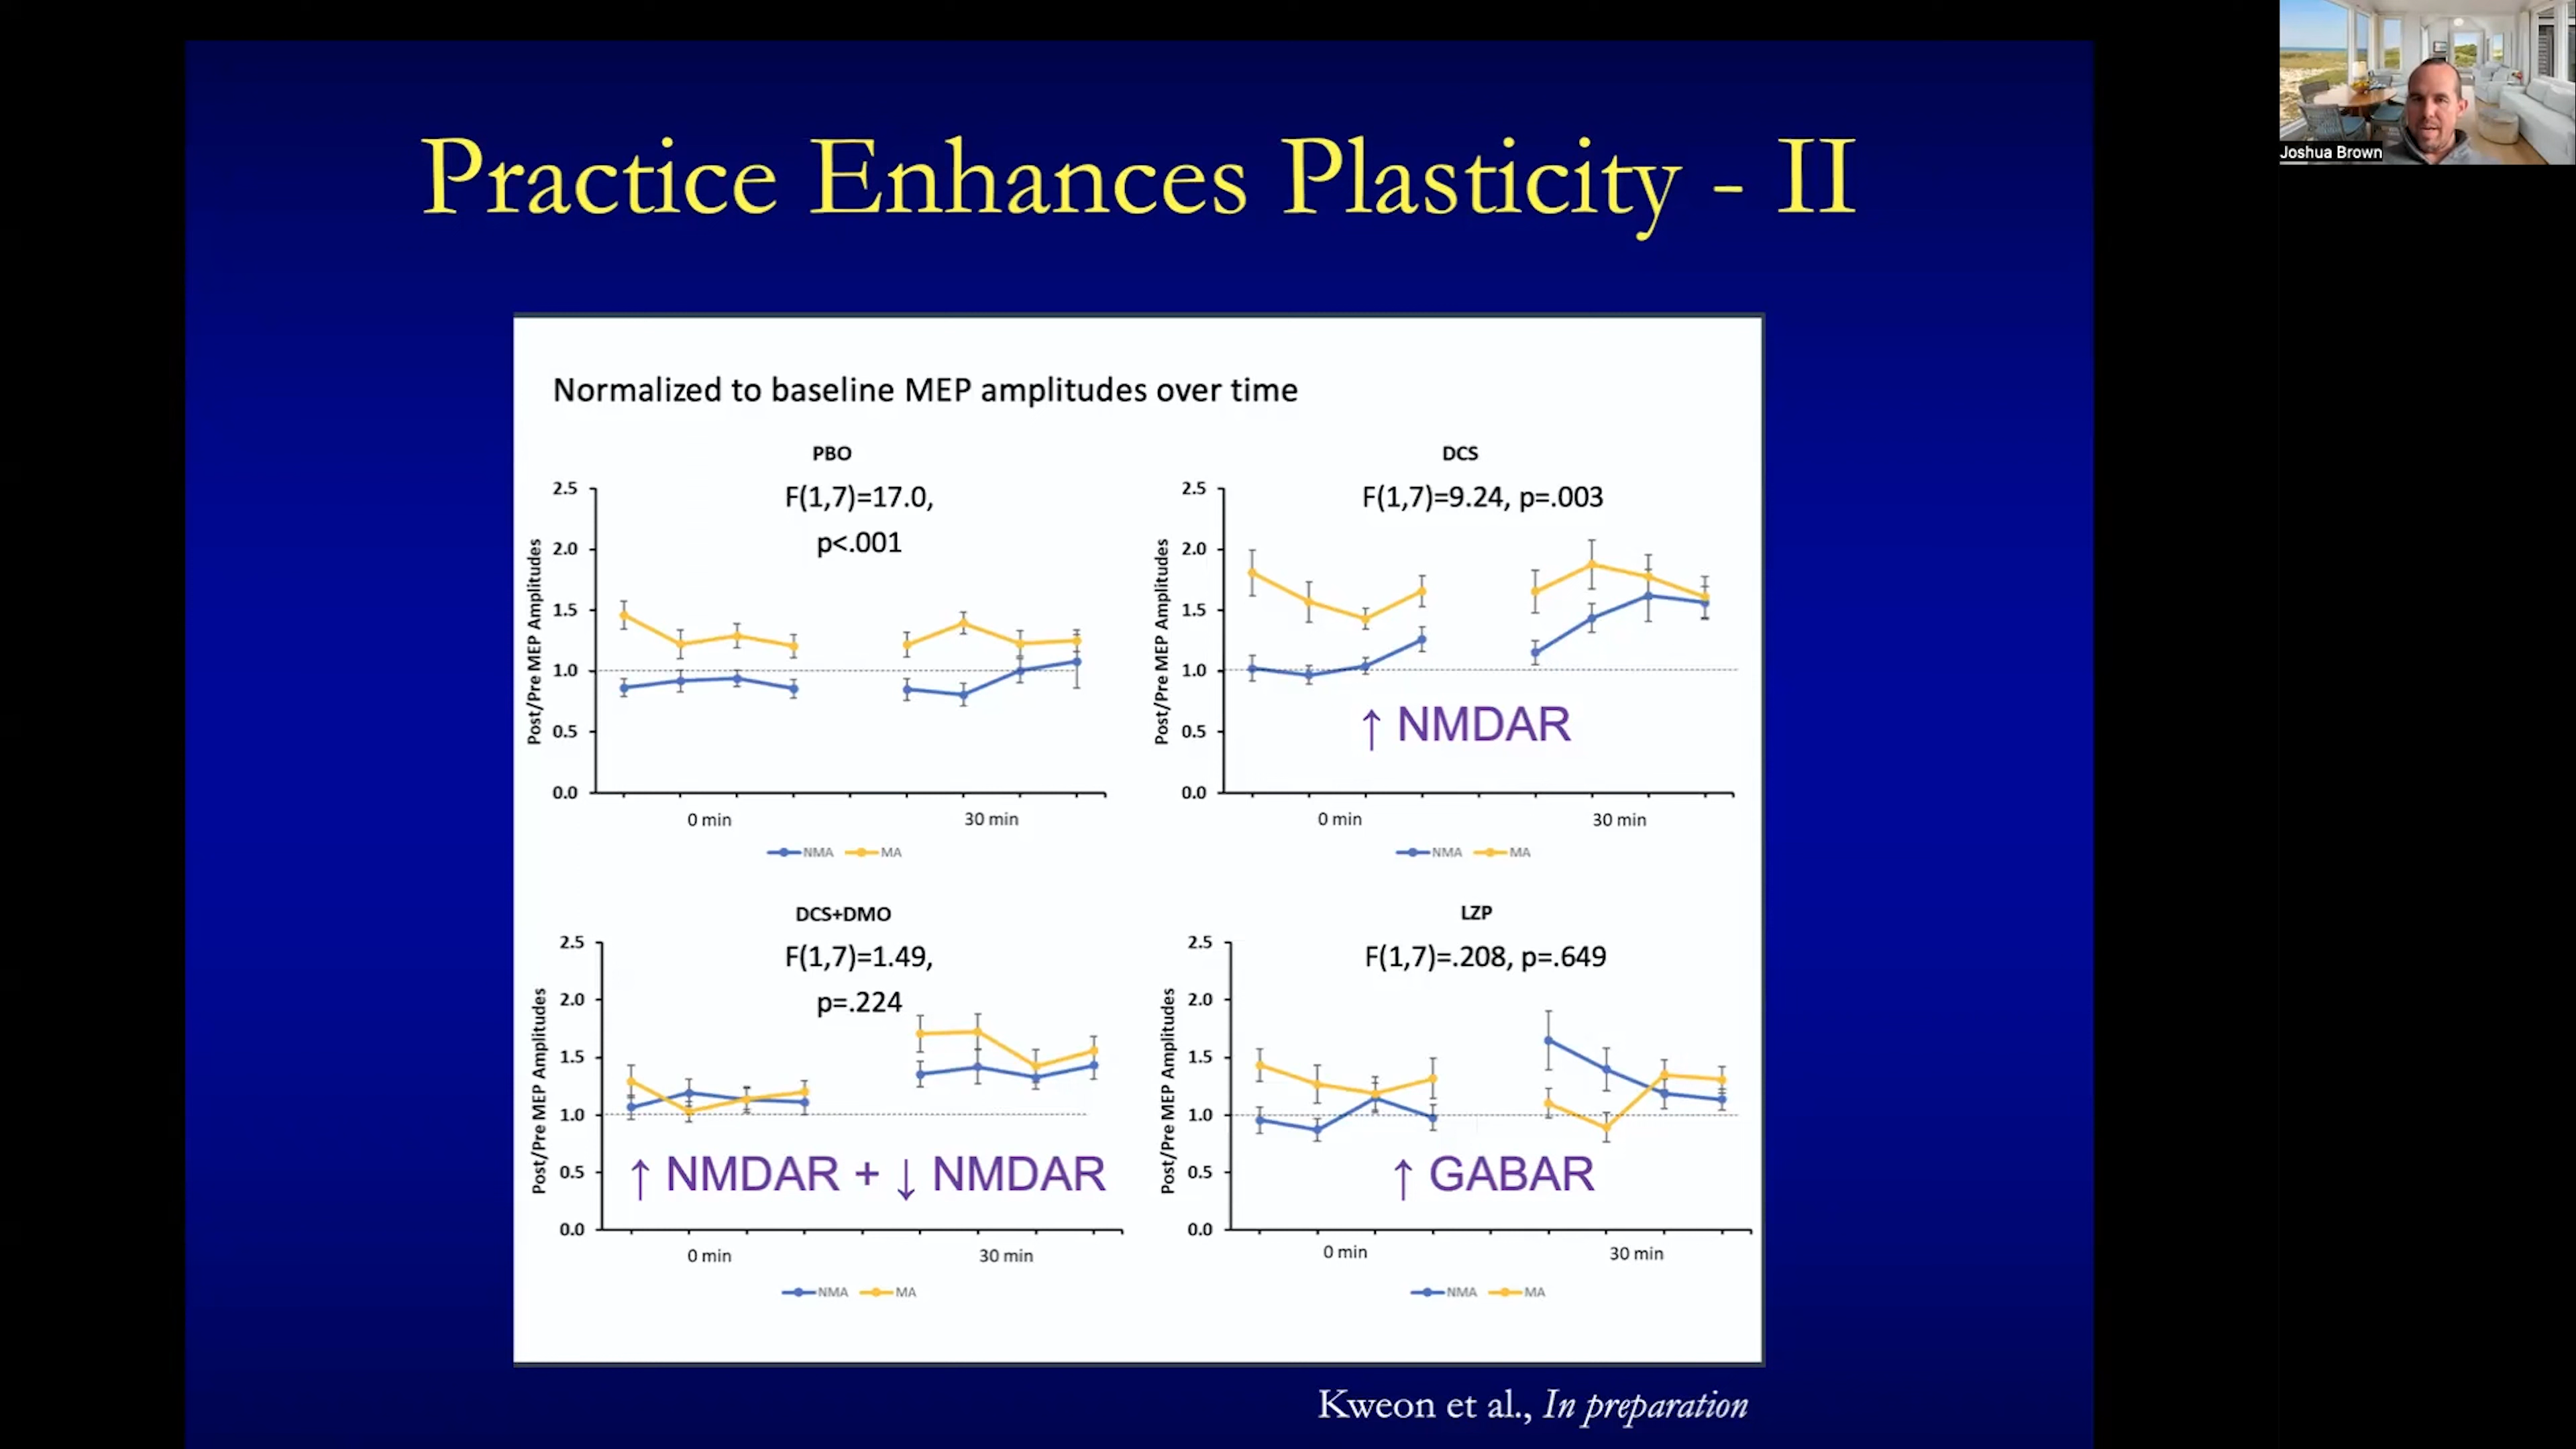 Joshua Brown
Practice Enhances Plasticity - II
Normalized to baseline MEP amplitudes over time
PBO
F(1,7)=17.0,
p<.001
Post/Pre MEP Amplitudes
2.5
2.0
1.5
1.0
0.5
0.0
0 min
30 min
NMA MA
DCS
F(1,7)=9.24, p=.003
Post/Pre MEP Amplitudes
2.5
2.0
1.5
1.0
0.5
0.0
↑ NMDAR
0 min
30 min
NMA MA
DCS+DMO
F(1,7)=1.49,
p=.224
Post/Pre MEP Amplitudes
2.5
2.0
1.5
1.0
0.5
0.0
↑ NMDAR + ↓ NMDAR
0 min
30 min
NMA MA
LZP
F(1,7)=.208, p=.649
Post/Pre MEP Amplitudes
2.5
2.0
1.5
1.0
0.5
0.0
↑ GABAR
0 min
30 min
NMA MA
Kweon et al., In preparation